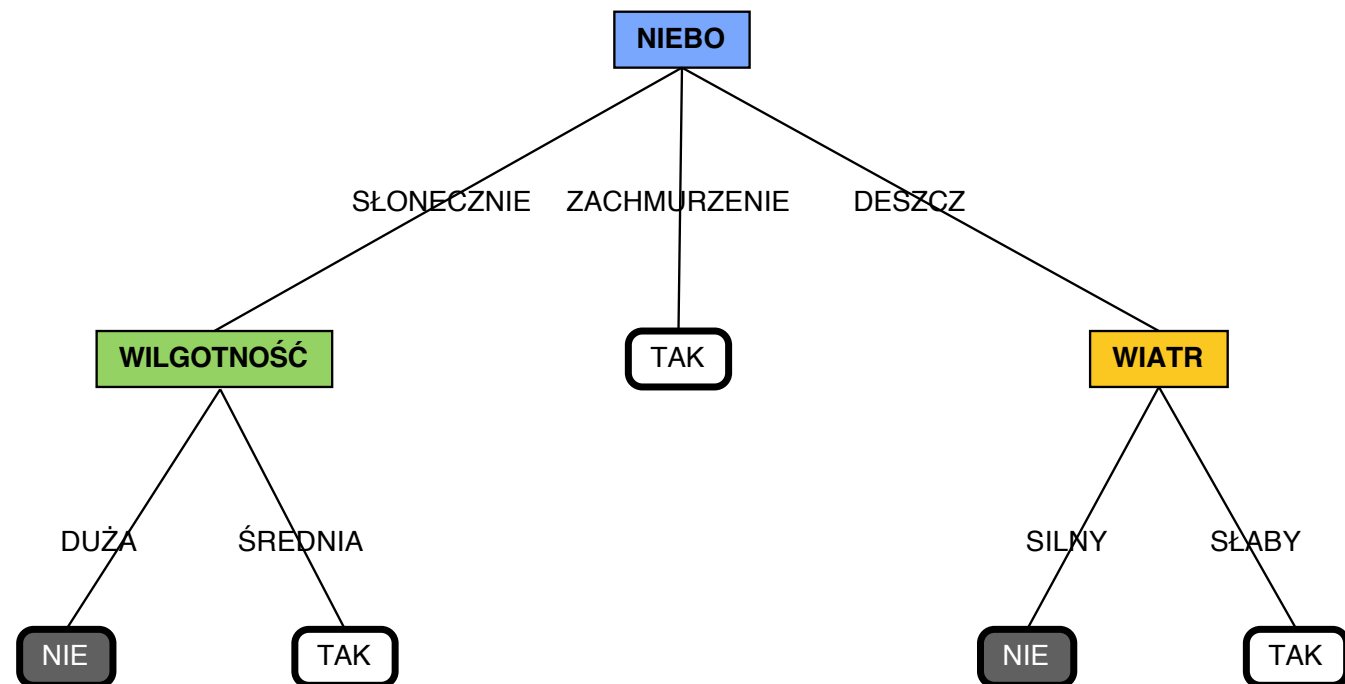 NIEBO
SŁONECZNIE ZACHMURZENIE DESZCZ
WILGOTNOŚĆ TAK WIATR
DUŻA ŚREDNIA SILNY SŁABY
NIE TAK NIE TAK